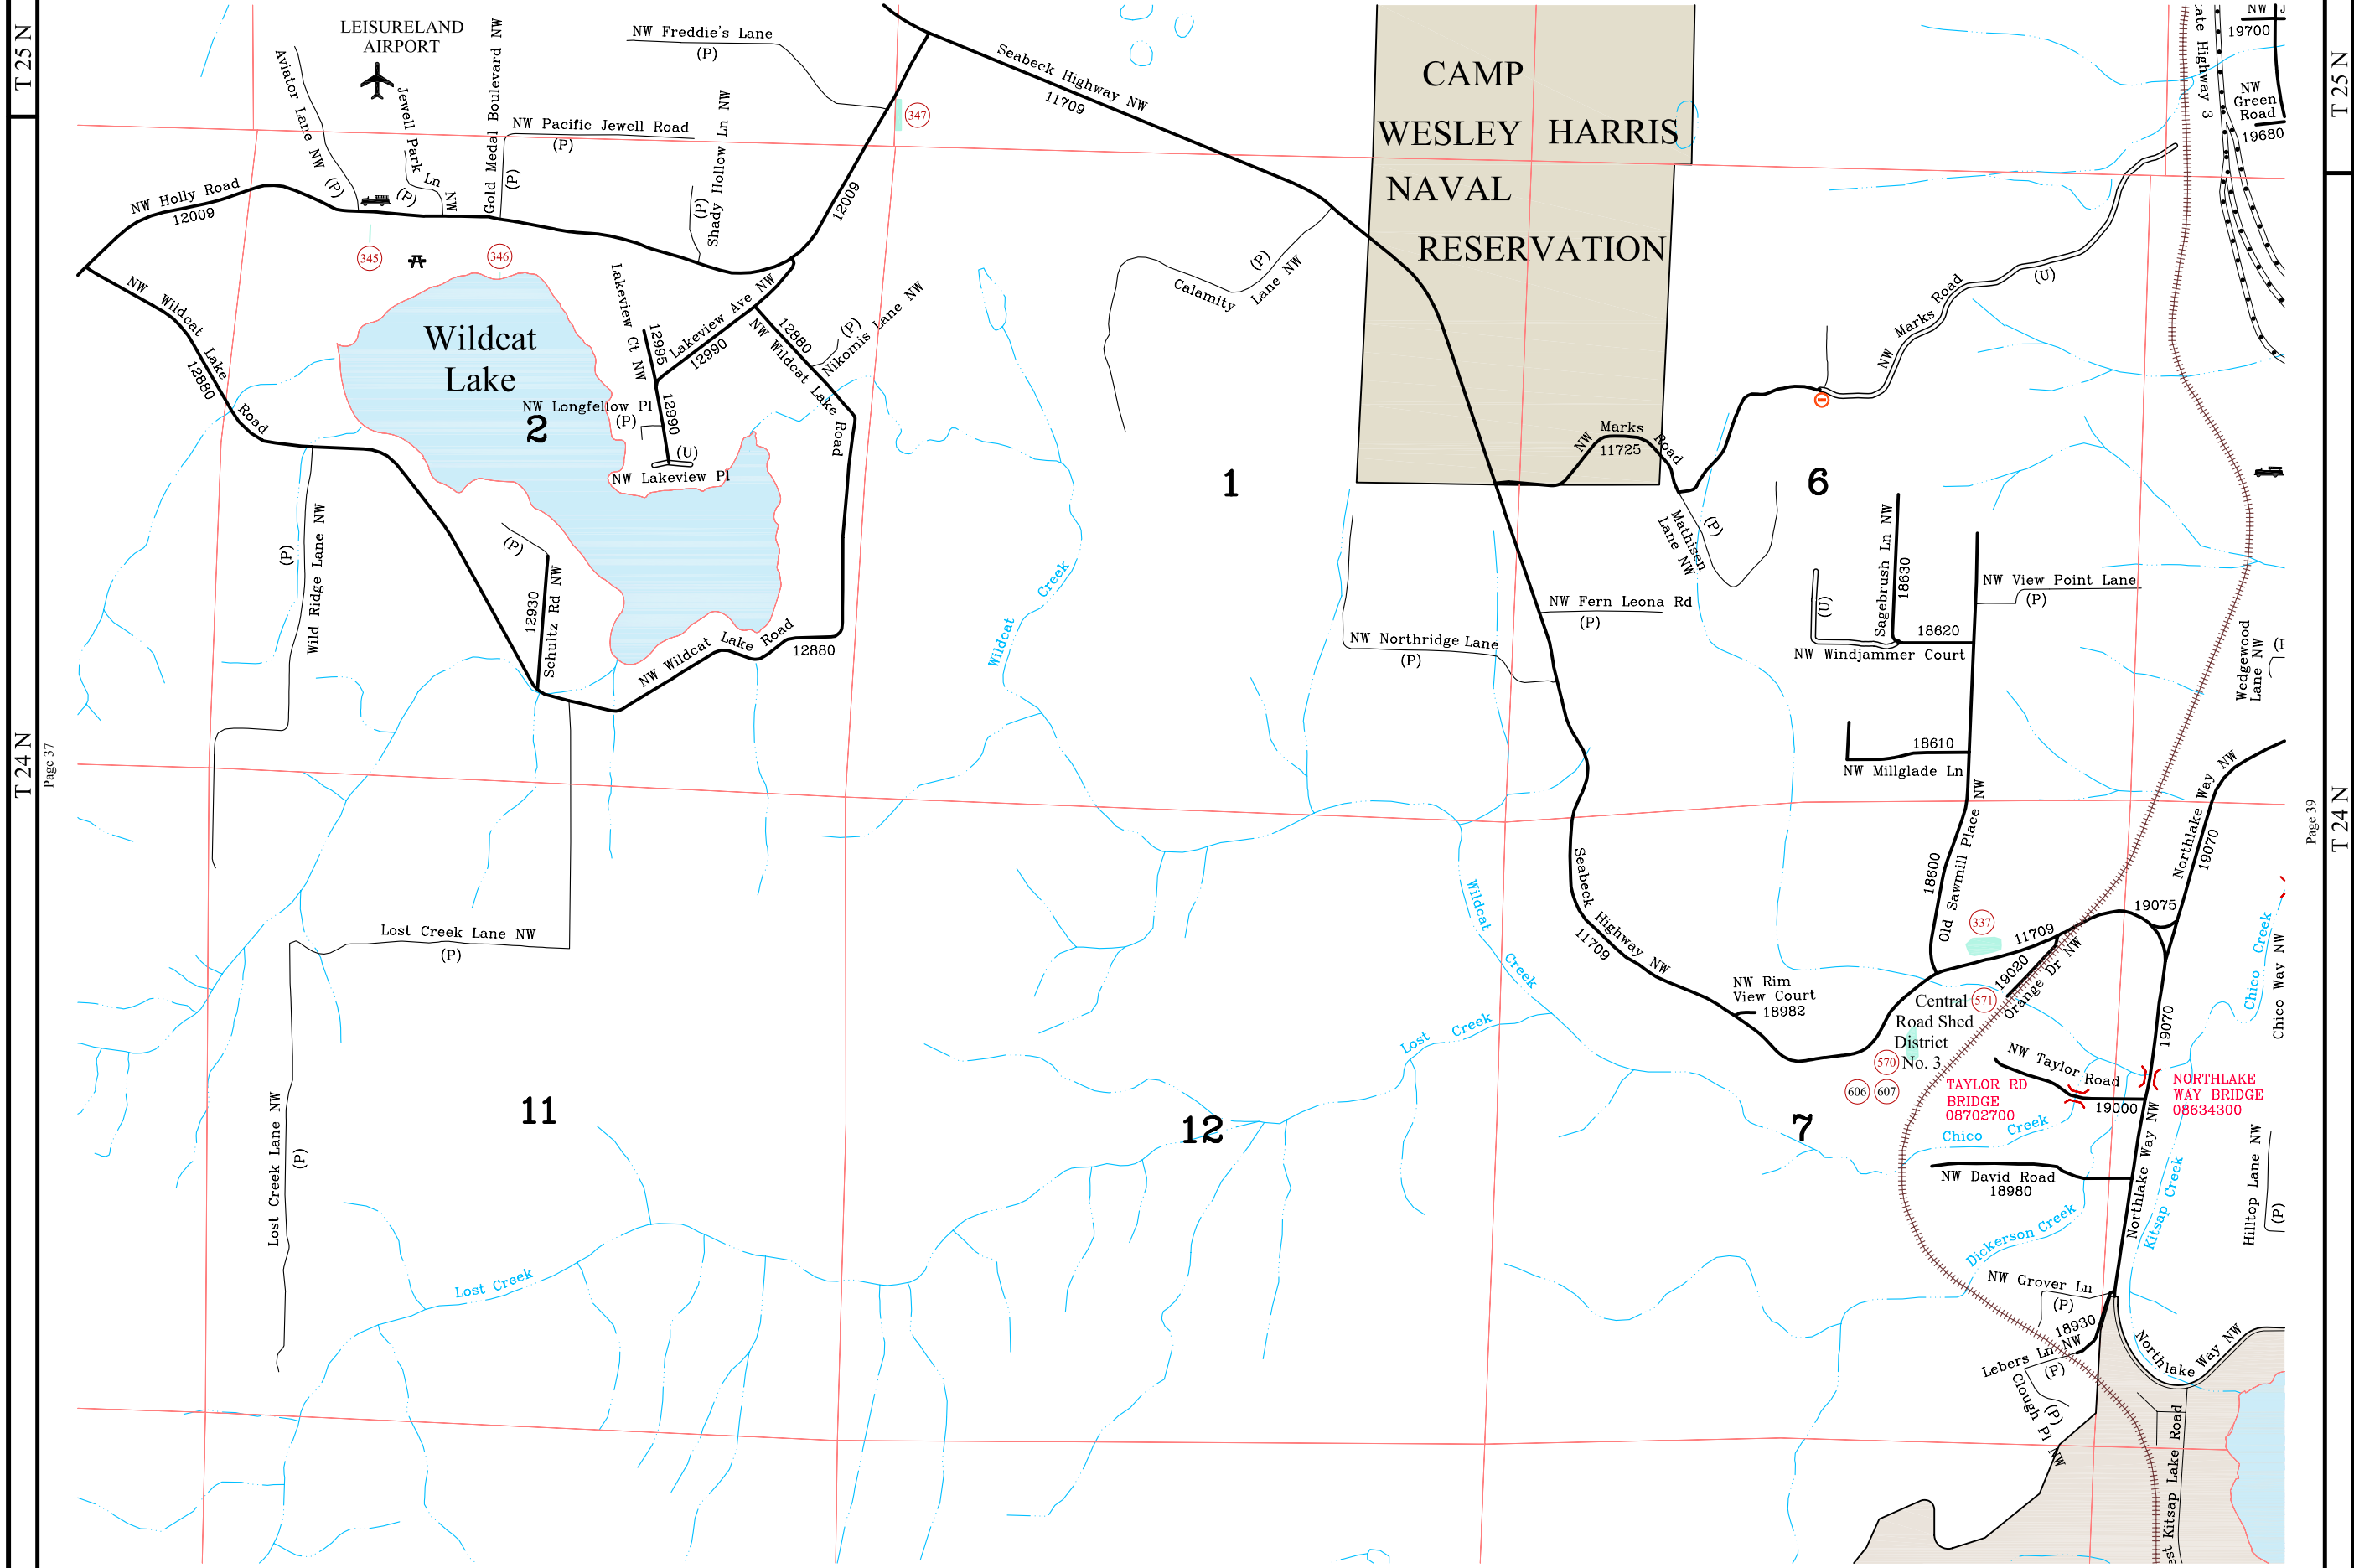 T 25 N
T 24 N
Page 37
LEISURELAND
AIRPORT
Aviator Lane NW
(P)
Jewell Park Ln NW
(P)
Gold Medal Boulevard NW
(P)
NW Freddie's Lane
(P)
NW Pacific Jewell Road
(P)
Shady Hollow Ln NW
(P)
347
12009
NW Holly Road
12009
345
346
NW Wildcat Lake Road
12880
Wildcat
Lake
2
Lakeview Ct NW
12995
Lakeview Ave NW
12990
12990
NW Longfellow Pl
(P)
(U)
NW Lakeview Pl
12880
NW Wildcat Lake Road
(P)
Nikomis Lane NW
Wild Ridge Lane NW
(P)
(P)
12930
Schultz Rd NW
NW Wildcat Lake Road
12880
Wildcat Creek
Seabeck Highway NW
11709
CAMP
WESLEY HARRIS
NAVAL
RESERVATION
Calamity Lane NW
(P)
1
NW Marks Road
11725
NW Marks Road
(U)
6
Mathisen
Lane NW
(P)
NW Fern Leona Rd
(P)
NW Northridge Lane
(P)
(U)
Sagebrush Ln NW
18630
18620
NW Windjammer Court
NW View Point Lane
(P)
18610
NW Millglade Ln
18600
Old Sawmill Place NW
ate Highway 3
NW J
19700
NW
Green
Road
19680
Wedgewood
Lane NW
(P
Northlake Way NW
19070
19075
337
11709
19020
Orange Dr NW
Seabeck Highway NW
11709
NW Rim
View Court
18982
Central
571
Road Shed
District
No. 3
570
606
607
TAYLOR RD
BRIDGE
08702700
NW Taylor Road
19000
NORTHLAKE
WAY BRIDGE
08634300
19070
Chico Creek
Chico Way NW
Chico Creek
7
NW David Road
18980
Northlake Way NW
Kitsap Creek
Hilltop Lane NW
(P)
Dickerson Creek
NW Grover Ln
(P)
18930
Lebers Ln NW
(P)
Clough Pl NW
(P)
Northlake Way NW
st Kitsap Lake Road
Wildcat Creek
Lost Creek
12
Lost Creek Lane NW
(P)
11
Lost Creek Lane NW
(P)
Lost Creek
T 25 N
T 24 N
Page 39